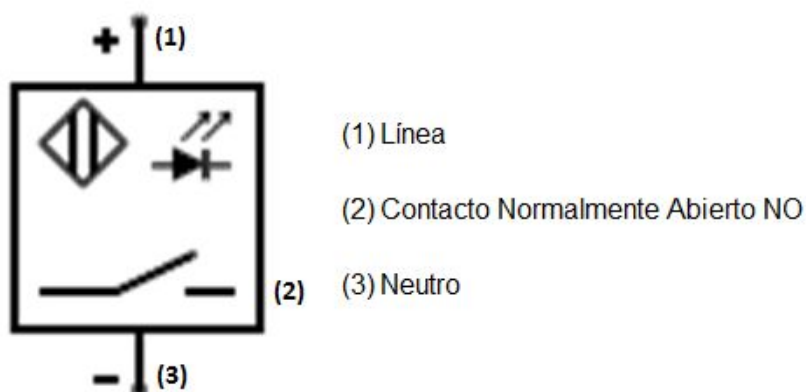 + (1)
(1) Línea
(2) Contacto Normalmente Abierto NO
(2)
(3) Neutro
- (3)